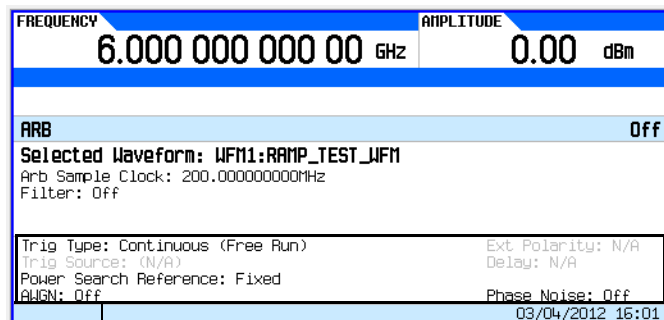 FREQUENCY AMPLITUDE
6.000 000 000 00 GHz 0.00 dBm
ARB Off
Selected Waveform: WFM1:RAMP_TEST_WFM
Arb Sample Clock: 200.000000000MHz
Filter: Off
Trig Type: Continuous (Free Run) Ext Polarity: N/A
Trig Source: (N/A) Delay: N/A
Power Search Reference: Fixed
AWGN: Off Phase Noise: Off
03/04/2012 16:01